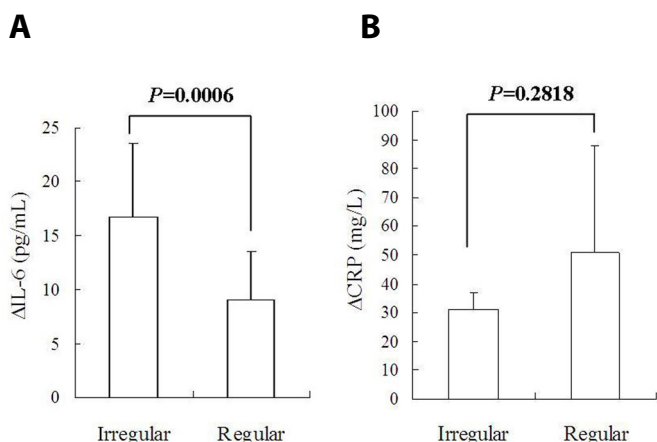 A
P=0.0006
25
20
15
10
5
0
ΔIL-6 (pg/mL)
Irregular Regular
B
P=0.2818
100
90
80
70
60
50
40
30
20
10
0
ΔCRP (mg/L)
Irregular Regular